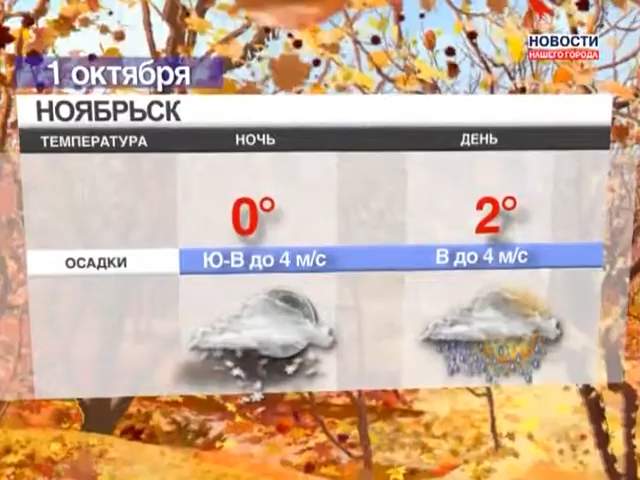 НОВОСТИ
НАШЕГО ГОРОДА
1 октября
НОЯБРЬСК
ТЕМПЕРАТУРА НОЧЬ ДЕНЬ
0° 2°
ОСАДКИ Ю-В до 4 м/с В до 4 м/с